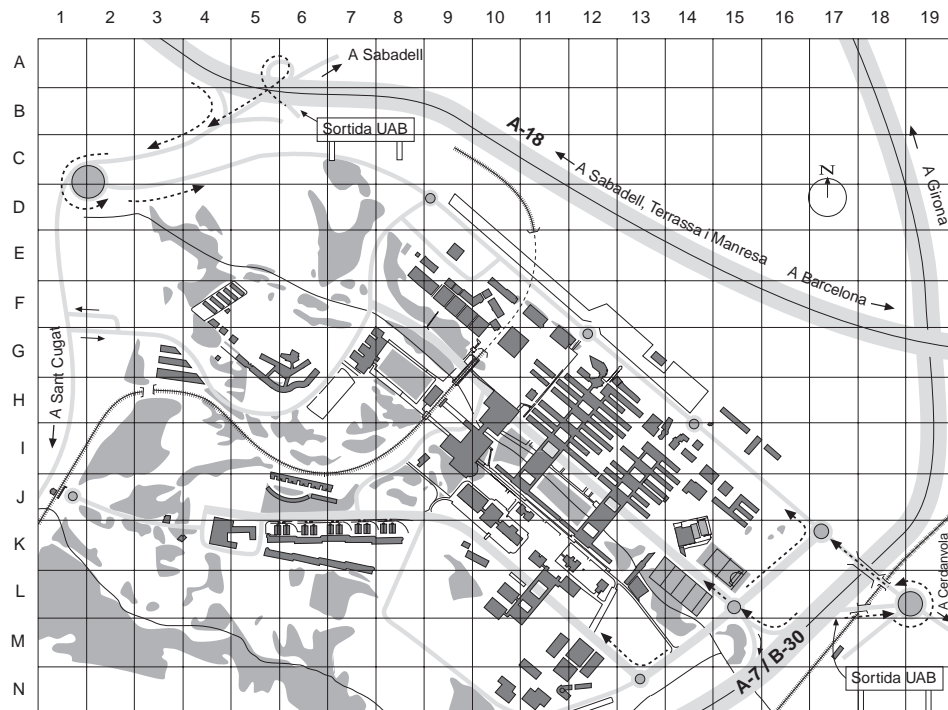 1 2 3 4 5 6 7 8 9 10 11 12 13 14 15 16 17 18 19
A
B
C
D
E
F
G
H
I
J
K
L
M
N
A Sabadell
Sortida UAB
A-18
A Sabadell, Terrassa i Manresa
N
A Girona
A Barcelona
A Sant Cugat
A Cerdanyola
A-7 / B-30
Sortida UAB